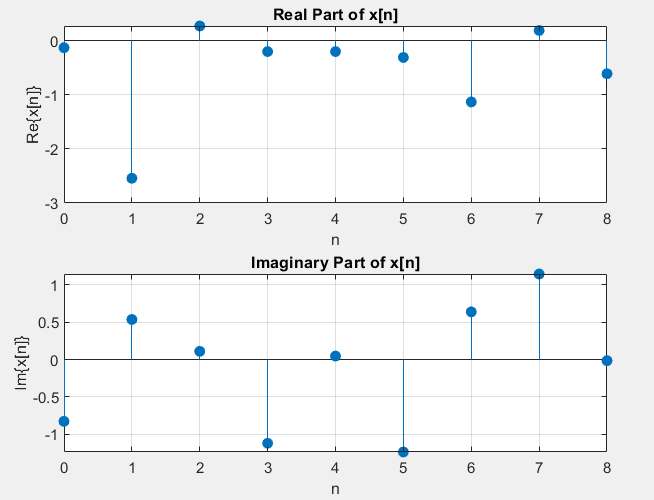 Real Part of x[n]
Re{x[n]}
0
-1
-2
-3
0 1 2 3 4 5 6 7 8
n
Imaginary Part of x[n]
Im{x[n]}
1
0.5
0
-0.5
-1
0 1 2 3 4 5 6 7 8
n